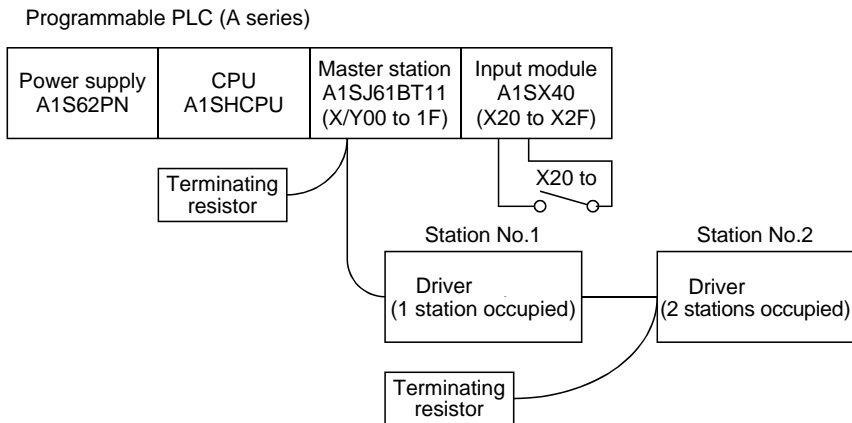 Programmable PLC (A series)
Power supply
A1S62PN
CPU
A1SHCPU
Master station
A1SJ61BT11
(X/Y00 to 1F)
Input module
A1SX40
(X20 to X2F)
Terminating
resistor
X20 to
Station No.1
Station No.2
Driver
(1 station occupied)
Driver
(2 stations occupied)
Terminating
resistor